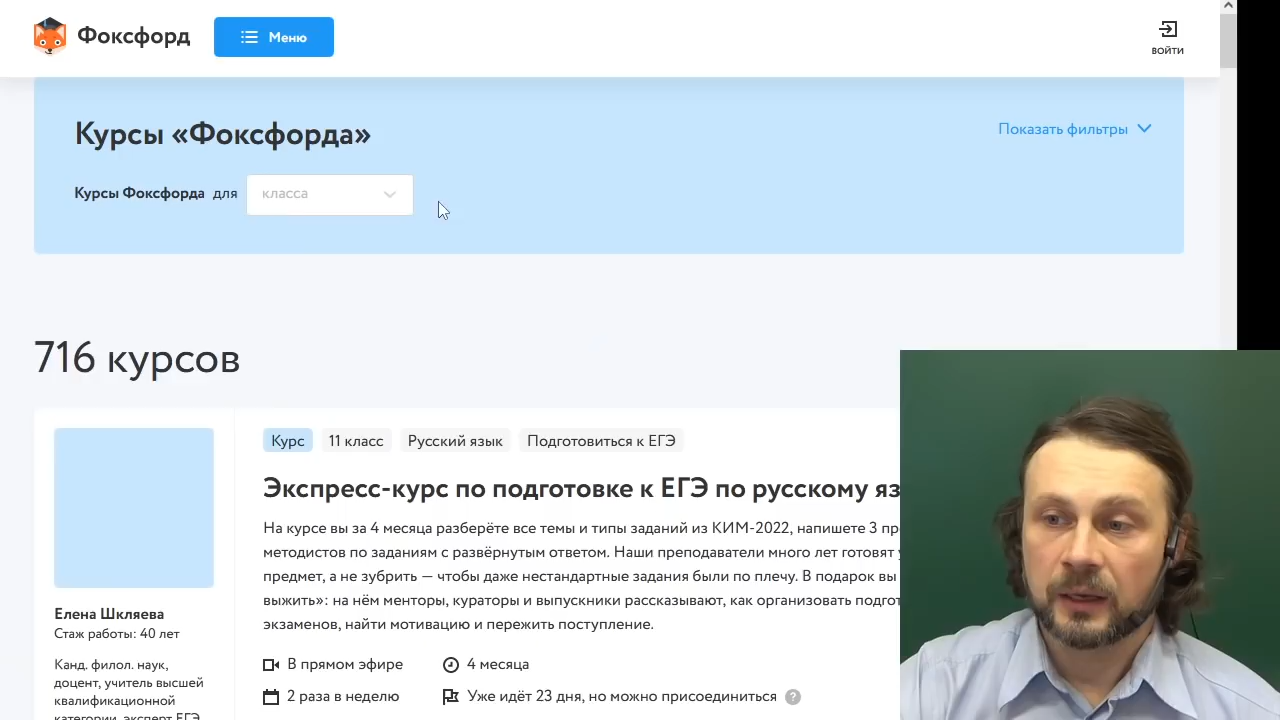 Фоксфорд
Меню
войти
Курсы «Фоксфорда»
Показать фильтры
Курсы Фоксфорда для
класса
716 курсов
Курс
11 класс
Русский язык
Подготовиться к ЕГЭ
Экспресс-курс по подготовке к ЕГЭ по русскому
На курсе вы за 4 месяца разберёте все темы и типы заданий из КИМ-2022, напишете 3
методистов по заданиям с развёрнутым ответом. Наши преподаватели много лет готовят
предмет, а не зубрить — чтобы даже нестандартные задания были по плечу. В подарок вы
выжить»: на нём менторы, кураторы и выпускники рассказывают, как организовать
экзаменов, найти мотивацию и пережить поступление.
Елена Шкляева
Стаж работы: 40 лет
Канд. филол. наук,
доцент, учитель высшей
квалификационной
категории, эксперт ЕГЭ
В прямом эфире
4 месяца
2 раза в неделю
Уже идёт 23 дня, но можно присоединиться ?